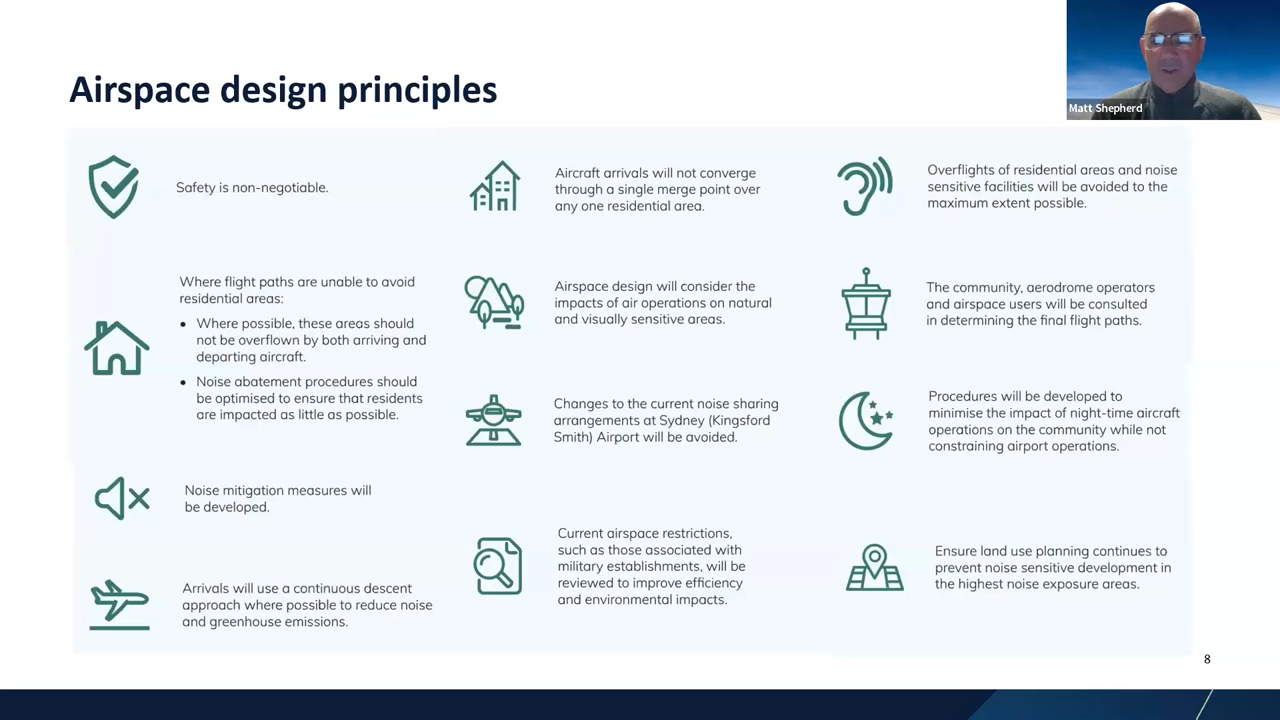 Airspace design principles
Matt Shepherd
Safety is non-negotiable.
Where flight paths are unable to avoid
residential areas:
• Where possible, these areas should
not be overflown by both arriving and
departing aircraft.
• Noise abatement procedures should
be optimised to ensure that residents
are impacted as little as possible.
Noise mitigation measures will
be developed.
Arrivals will use a continuous descent
approach where possible to reduce noise
and greenhouse emissions.
Aircraft arrivals will not converge
through a single merge point over
any one residential area.
Airspace design will consider the
impacts of air operations on natural
and visually sensitive areas.
Changes to the current noise sharing
arrangements at Sydney (Kingsford
Smith) Airport will be avoided.
Current airspace restrictions,
such as those associated with
military establishments, will be
reviewed to improve efficiency
and environmental impacts.
Overflights of residential areas and noise
sensitive facilities will be avoided to the
maximum extent possible.
The community, aerodrome operators
and airspace users will be consulted
in determining the final flight paths.
Procedures will be developed to
minimise the impact of night-time aircraft
operations on the community while not
constraining airport operations.
Ensure land use planning continues to
prevent noise sensitive development in
the highest noise exposure areas.
8